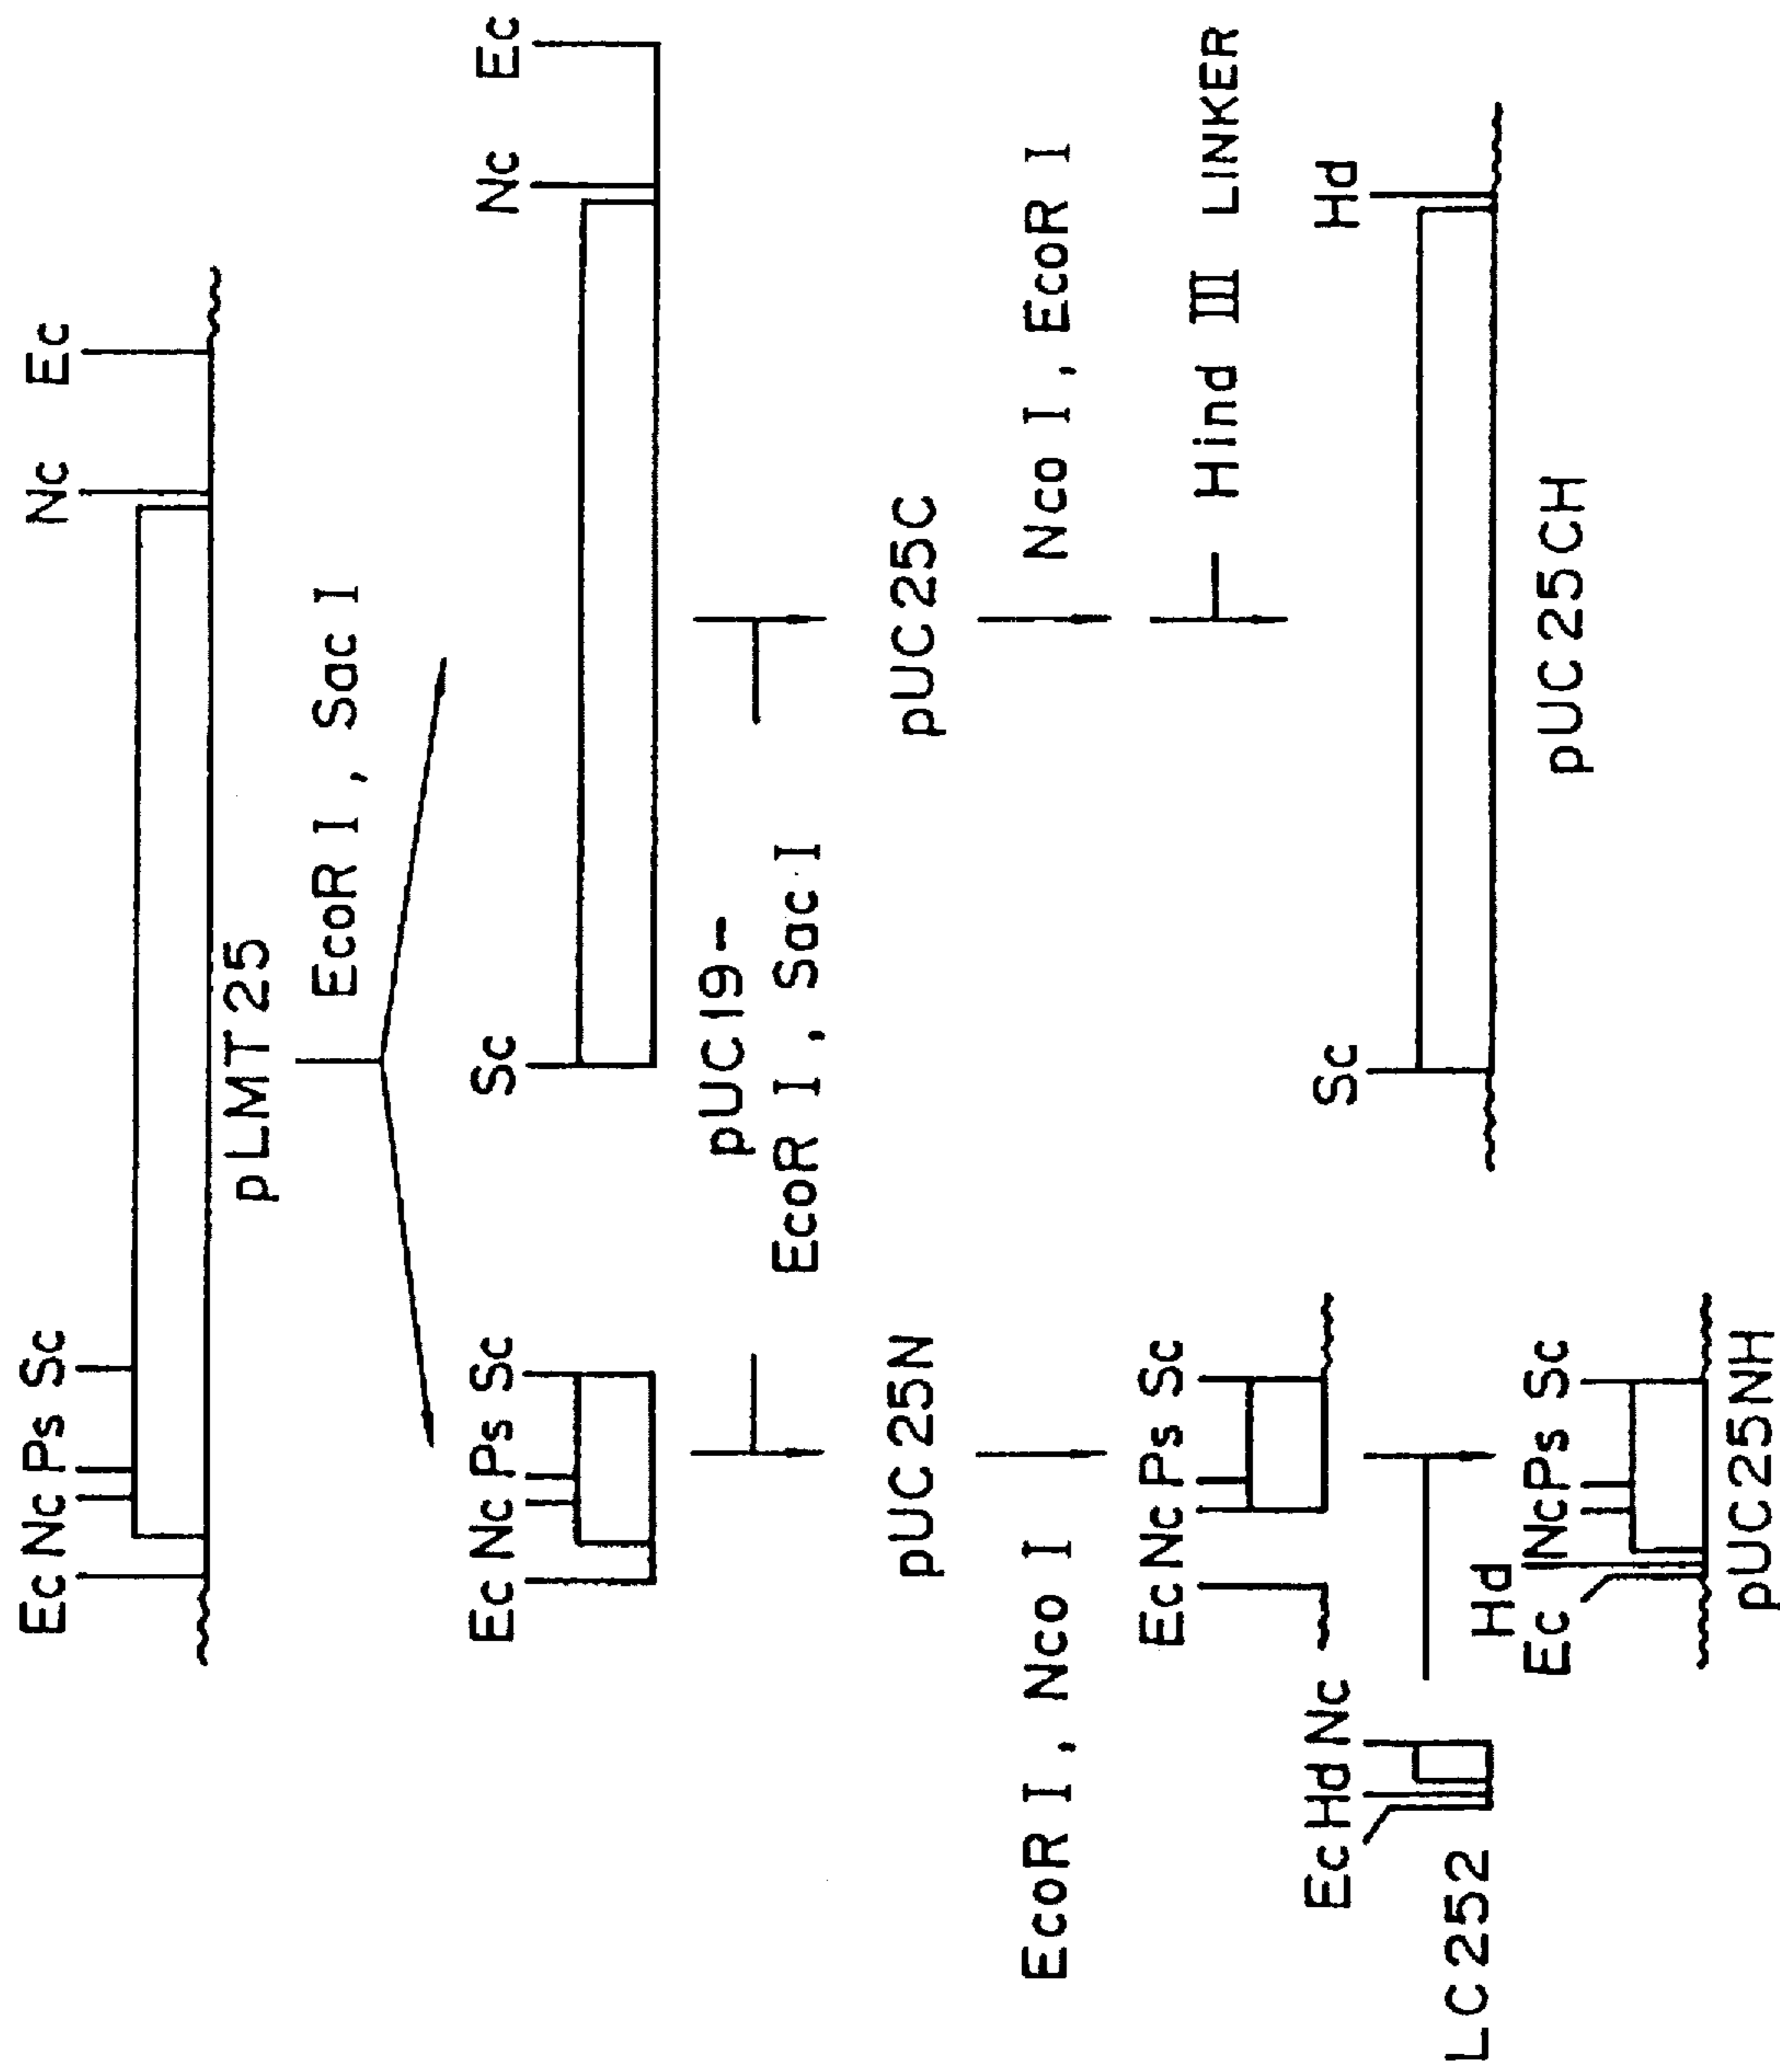 Ec Nc Ps Sc Nc Ec
pLMT25
EcoR I, Sac I
Ec Nc Ps Sc
Sc Nc Ec
pUC19-
EcoR I, Sac I
pUC25N
pUC25C
EcoR I, Nco I
Nco I, EcoR I
Hind III LINKER
Ec Nc Ps Sc
Ec Hd Nc
LC252
Sc Hd
Hd
Ec Nc Ps Sc
pUC25NH
pUC25CH